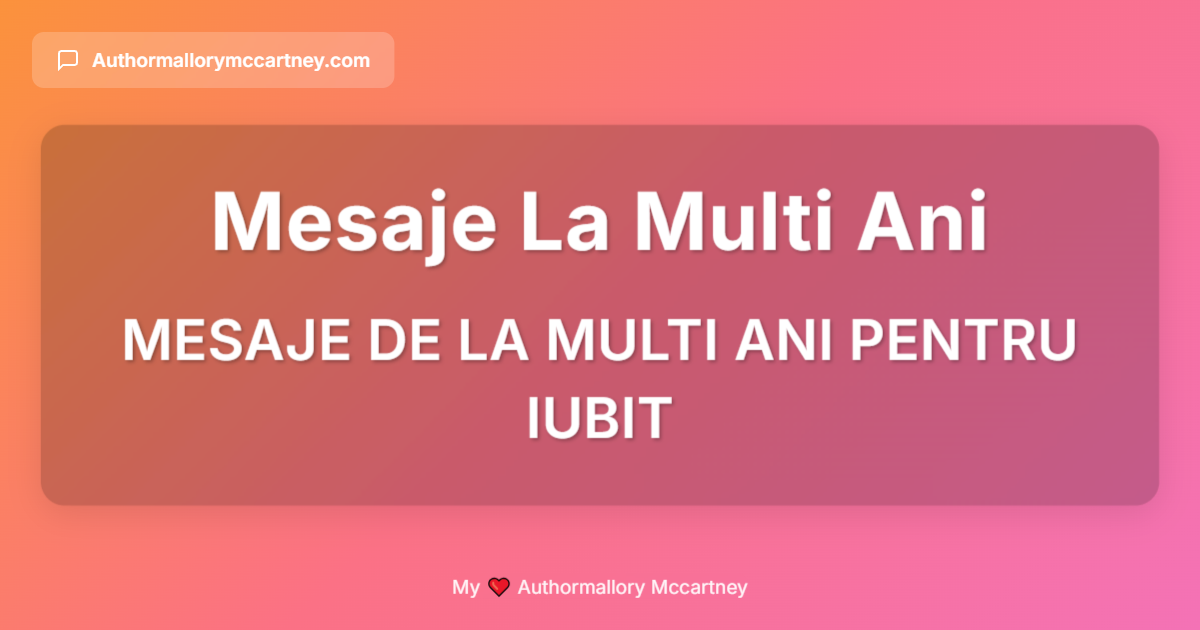 Authormallorymccartney.com
Mesaje La Multi Ani
MESAJE DE LA MULTI ANI PENTRU
IUBIT
My ❤️ Authormallory Mccartney